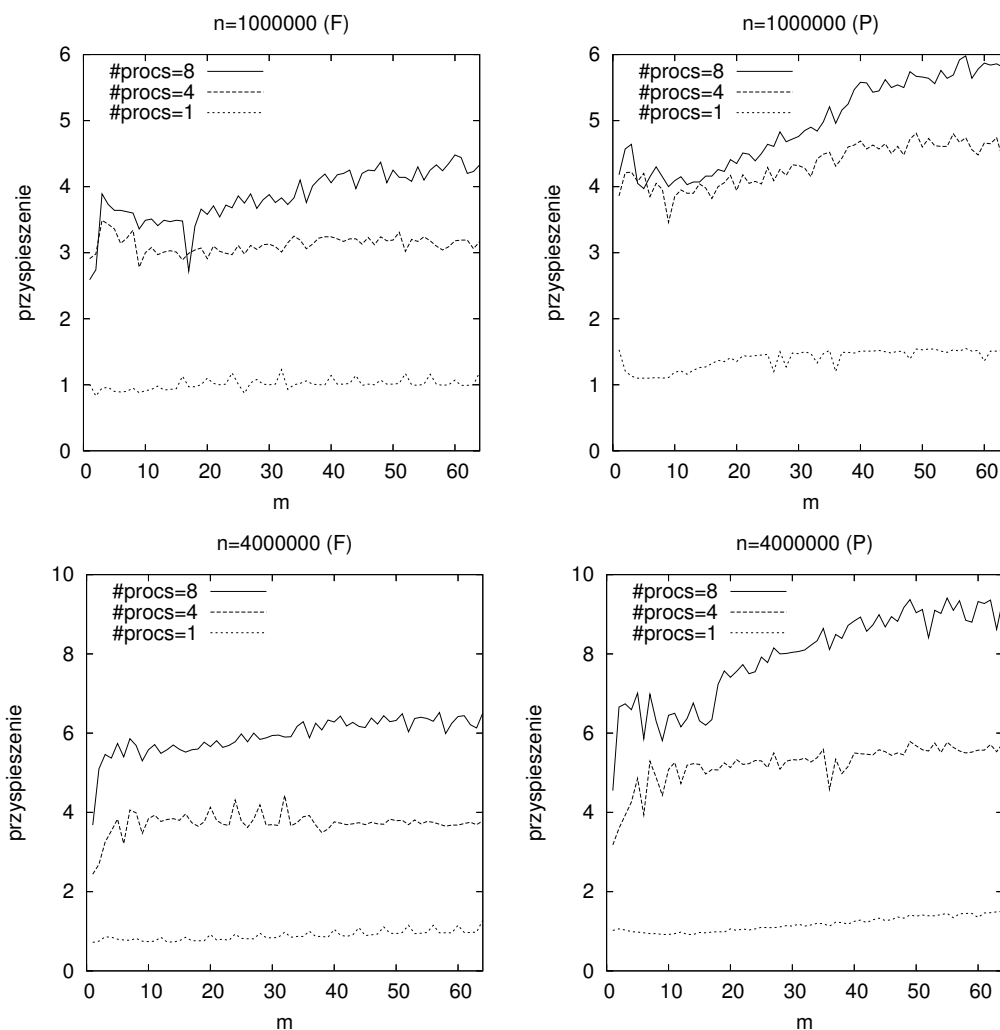 n=1000000 (F)
6
5
4
3
2
1
0
#procs=8
#procs=4
#procs=1
przyspieszenie
0 10 20 30 40 50 60
m
n=1000000 (P)
6
5
4
3
2
1
0
#procs=8
#procs=4
#procs=1
przyspieszenie
0 10 20 30 40 50 60
m
n=4000000 (F)
10
8
6
4
2
0
#procs=8
#procs=4
#procs=1
przyspieszenie
0 10 20 30 40 50 60
m
n=4000000 (P)
10
8
6
4
2
0
#procs=8
#procs=4
#procs=1
przyspieszenie
0 10 20 30 40 50 60
m